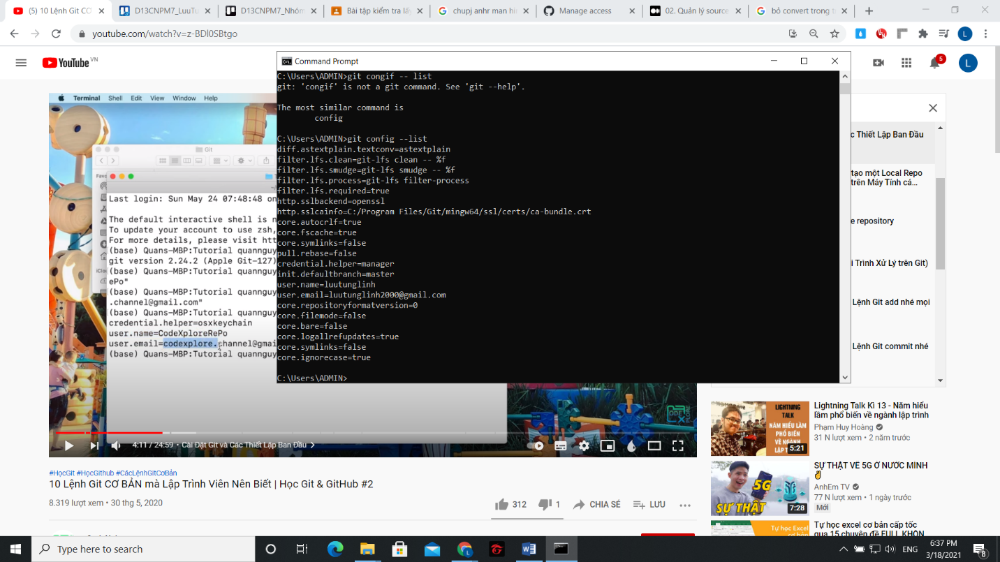 (5) 10 Lệnh Git CƠ
D13CNPM7_LuuTu
D13CNPM7_Nhóm
Bài tập kiểm tra lấ
chupj anhr man hi
Manage access
02. Quản lý source
bỏ convert trong t
youtube.com/watch?v=z-BDl0SBtgo
L
YouTube VN
5
L
Terminal Shell Edit View Window Help
Git
Favo
iClou
Last login: Sun May 24 07:48:48 on
The default interactive shell is n
To update your account to use zsh,
For more details, please visit htt
(base) Quans-MBP:Tutorial quannguy
git version 2.24.2 (Apple Git-127)
(base) Quans-MBP:Tutorial quannguy
ePo"
(base) Quans-MBP:Tutorial quannguy
.channel@gmail.com"
(base) Quans-MBP:Tutorial quannguy
credential.helper=osxkeychain
user.name=CodeXploreRePo
user.email=codexplore.channel@gmai
(base) Quans-MBP:Tutorial quannguy
Command Prompt
C:\Users\ADMIN>git congif -- list
git: 'congif' is not a git command. See 'git --help'.
The most similar command is
config
C:\Users\ADMIN>git config --list
diff.astextplain.textconv=astextplain
filter.lfs.clean=git-lfs clean -- %f
filter.lfs.smudge=git-lfs smudge -- %f
filter.lfs.process=git-lfs filter-process
filter.lfs.required=true
http.sslbackend=openssl
http.sslcainfo=C:/Program Files/Git/mingw64/ssl/certs/ca-bundle.crt
core.autocrlf=true
core.fscache=true
core.symlinks=false
pull.rebase=false
credential.helper=manager
init.defaultbranch=master
user.name=luutunglinh
user.email=luutunglinh2000@gmail.com
core.repositoryformatversion=0
core.filemode=false
core.bare=false
core.logallrefupdates=true
core.symlinks=false
core.ignorecase=true
C:\Users\ADMIN>
c Thiết Lập Ban Đầu
tạo một Local Repo
trên Máy Tính cá...
e repository
i Trình Xử Lý trên Git)
Lệnh Git add nhé mọi
Lệnh Git commit nhé
4:11 / 24:59 • Cài Đặt Git và Các Thiết Lập Ban Đầu
#HọcGit #HọcGithub #CácLệnhGitCơBản
10 Lệnh Git CƠ BẢN mà Lập Trình Viên Nên Biết | Học Git & GitHub #2
8.319 lượt xem • 30 thg 5, 2020
312
1
CHIA SẺ
LƯU
LIGHTNING
TALK
NĂM HIỂU LẦM
PHỔ BIẾN VỀ
NGÀNH LẬP TRÌNH
5:21
Lightning Talk Kì 13 - Năm hiểu
lầm phổ biến về ngành lập trình
Phạm Huy Hoàng
31 N lượt xem • 2 năm trước
5G
SỰ THẬT
7:28
SỰ THẬT VỀ 5G Ở NƯỚC MÌNH
AnhEm TV
77 N lượt xem • 1 ngày trước
Mới
Tự học Excel
Tự học excel cơ bản cấp tốc
qua 15 chuyên đề FULL KHÔN
Type here to search
ENG
6:37 PM
3/18/2021
8